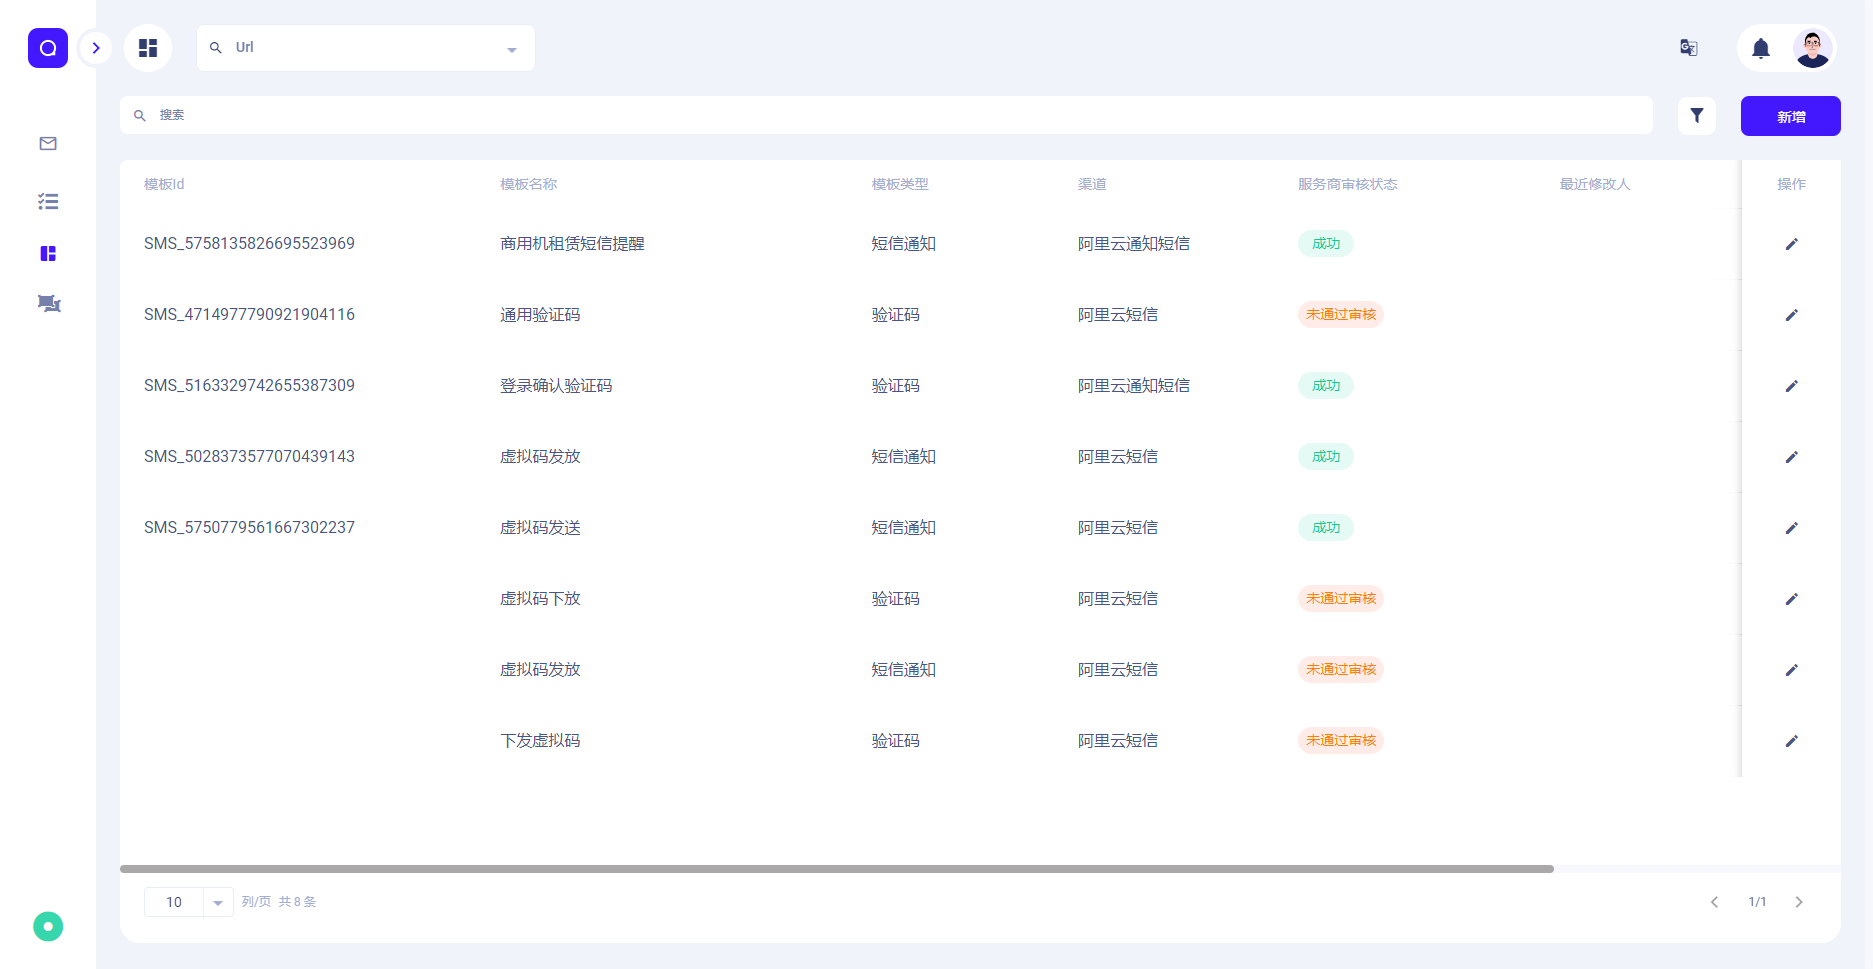 Url
搜索
新增
模板Id 模板名称 模板类型 渠道 服务商审核状态 最近修改人 操作
SMS_5758135826695523969 商用机租赁短信提醒 短信通知 阿里云通知短信 成功
SMS_4714977790921904116 通用验证码 验证码 阿里云短信 未通过审核
SMS_5163329742655387309 登录确认验证码 验证码 阿里云通知短信 成功
SMS_5028373577070439143 虚拟码发放 短信通知 阿里云短信 成功
SMS_5750779561667302237 虚拟码发送 短信通知 阿里云短信 成功
虚拟码下放 验证码 阿里云短信 未通过审核
虚拟码发放 短信通知 阿里云短信 未通过审核
下发虚拟码 验证码 阿里云短信 未通过审核
10 列/页 共8条 1/1